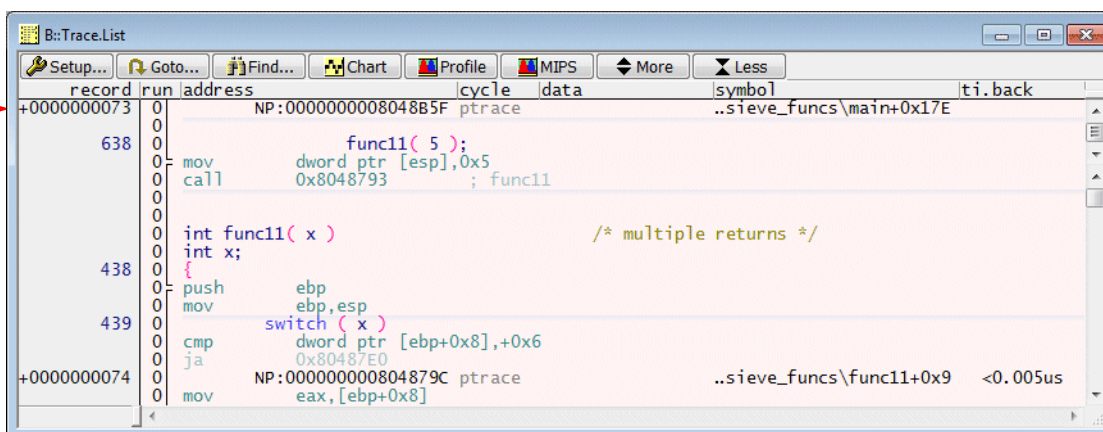 B::Trace.List
Setup... Goto... Find... Chart Profile MIPS More Less
record run address cycle data symbol ti.back
+0000000073 0 NP:0000000008048B5F ptrace ..sieve_funcs\main+0x17E
0
638 0 func11( 5 );
0 mov dword ptr [esp],0x5
0 call 0x8048793 ; func11
0
0
0 int func11( x ) /* multiple returns */
0 int x;
438 0 {
0 push ebp
0 mov ebp,esp
439 0 switch ( x )
0 cmp dword ptr [ebp+0x8],+0x6
0 ja 0x80487E0
+0000000074 0 NP:000000000804879C ptrace ..sieve_funcs\func11+0x9 <0.005us
0 mov eax,[ebp+0x8]